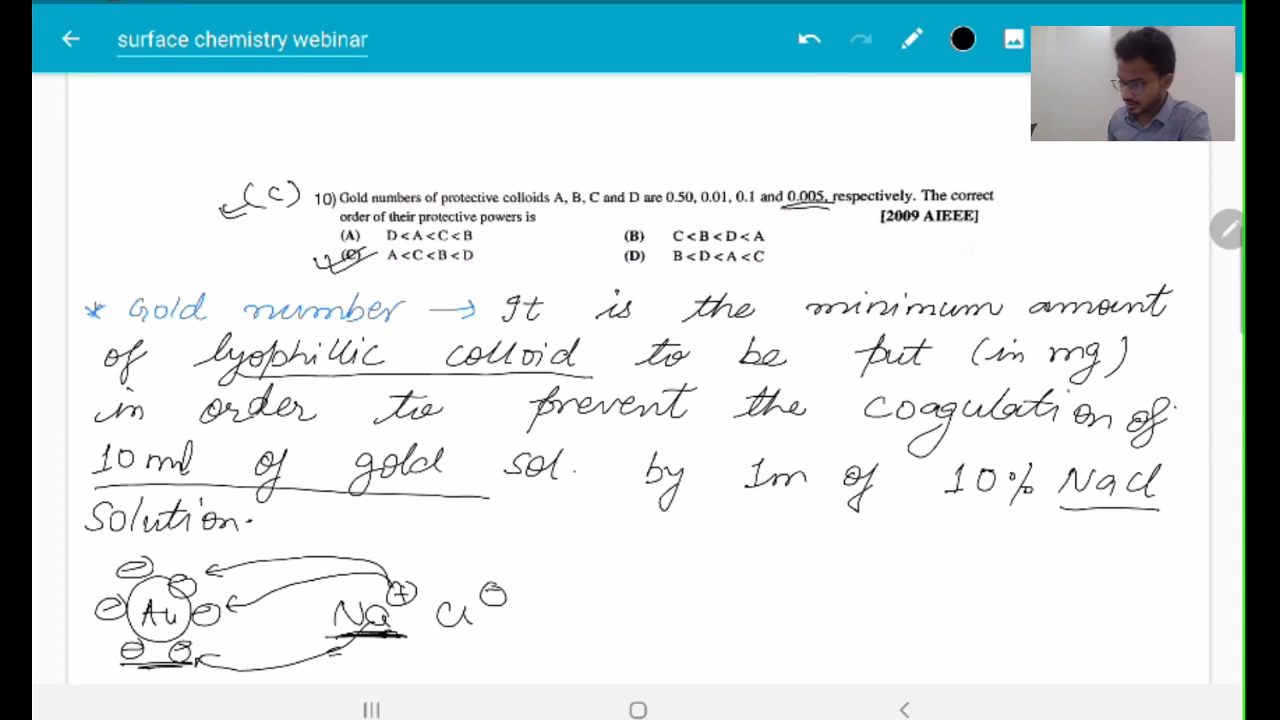 surface chemistry webinar
(C) 10) Gold numbers of protective colloids A, B, C and D are 0.50, 0.01, 0.1 and 0.005, respectively. The correct
order of their protective powers is [2009 AIEEE]
(A) D < A < C < B (B) C < B < D < A
(C) A < C < B < D (D) B < D < A < C
* Gold number → It is the minimum amount
of lyophillic colloid to be put (in mg)
in order to prevent the coagulation of
10 ml of gold sol. by 1m of 10% NaCl
solution.
Au Na⊕ Cl⊖